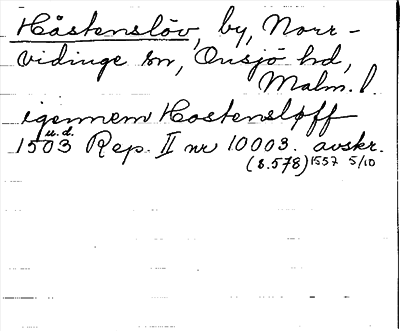 Håstenslöv, by, Norr-
vidinge sn, Onsjö hd,
Malm. l.
igennem Hostensløff
u.d.
1503 Rep. II nr 10003. avskr.
(s. 578) 1557 5/10